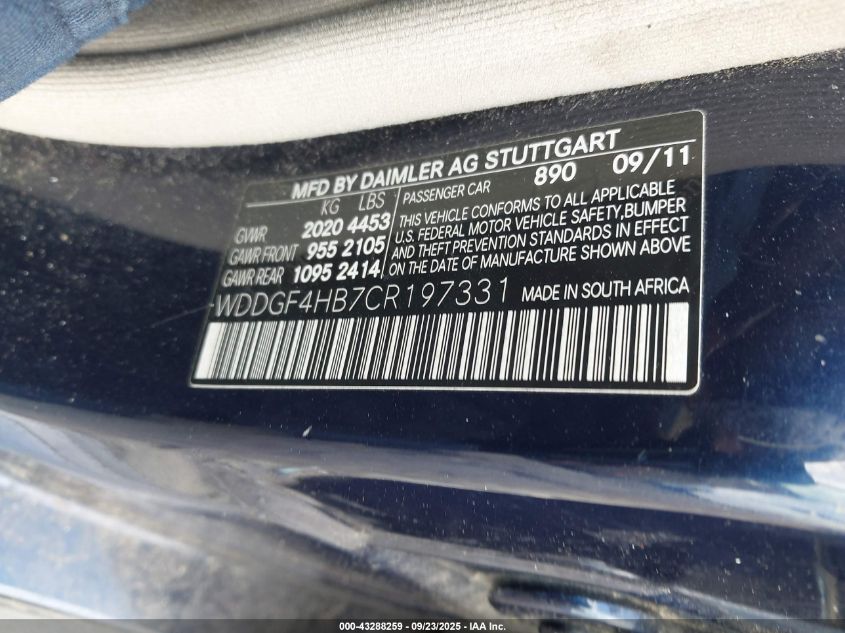 MFD BY DAIMLER AG STUTTGART
KG LBS PASSENGER CAR 890 09/11
GVWR 2020 4453
GAWR FRONT 955 2105
GAWR REAR 1095 2414
THIS VEHICLE CONFORMS TO ALL APPLICABLE
U.S. FEDERAL MOTOR VEHICLE SAFETY,BUMPER
AND THEFT PREVENTION STANDARDS IN EFFECT
ON THE DATE OF MANUFACTURE SHOWN ABOVE
WDDGF4HB7CR197331 MADE IN SOUTH AFRICA
000-43288259 - 09/23/2025 - IAA Inc.